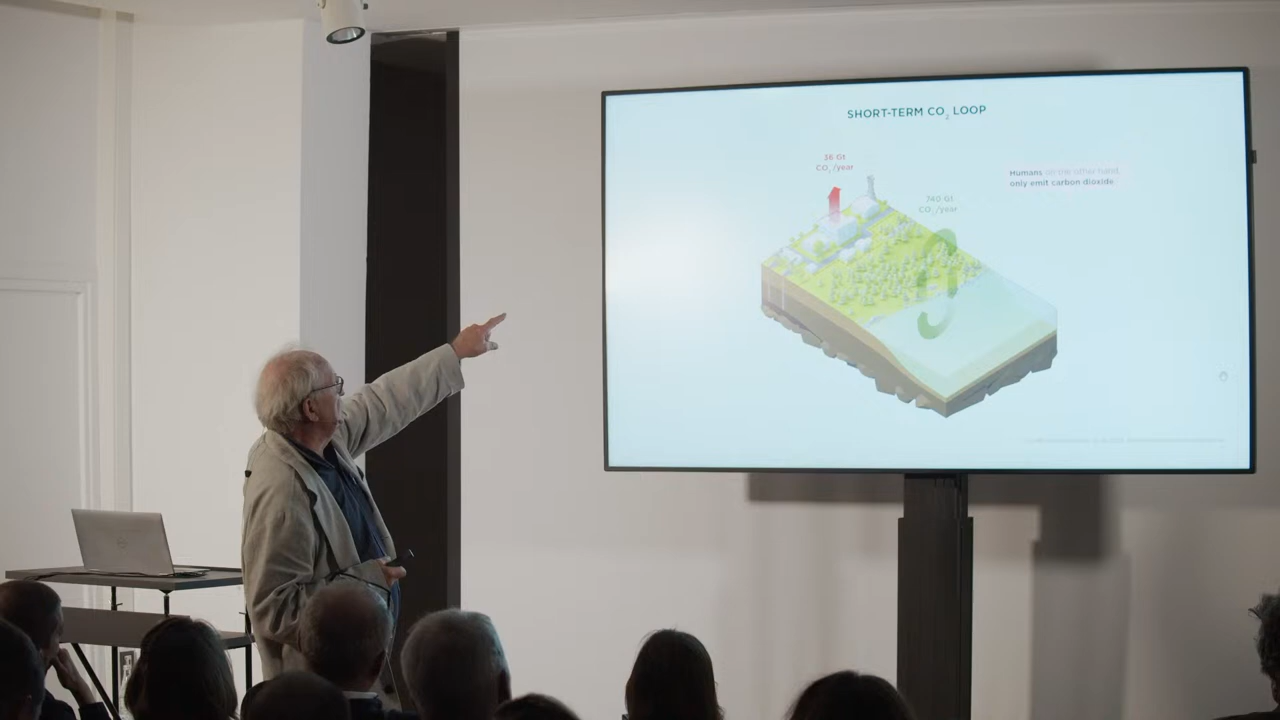 SHORT-TERM CO₂ LOOP
36 Gt
CO₂/year
740 Gt
CO₂/year
Humans on the other hand,
only emit carbon dioxide